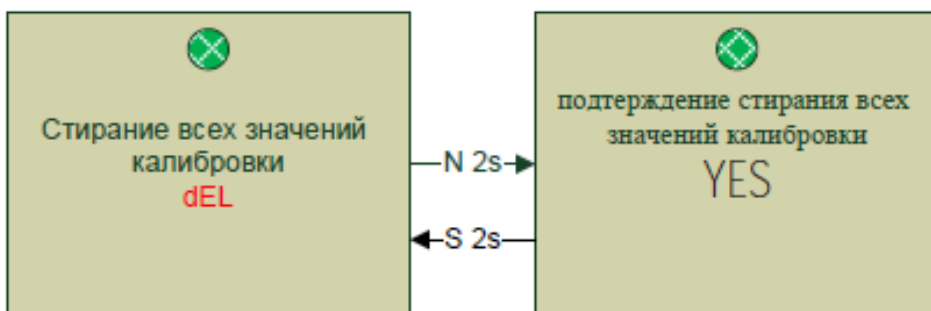 Стирание всех значений
калибровки
dEL
N 2s
S 2s
подтерждение стирания всех
значений калибровки
YES